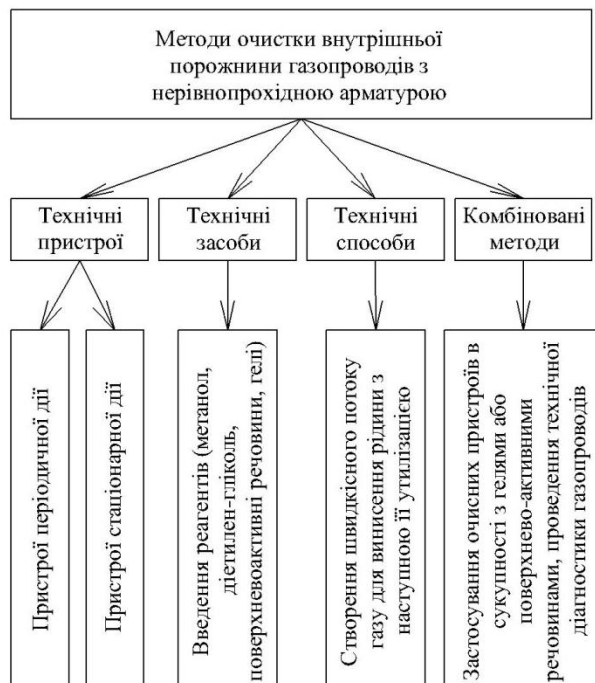 Методи очистки внутрішньої
порожнини газопроводів з
нерівнопрохідною арматурою
Технічні
пристрої
Технічні
засоби
Технічні
способи
Комбіновані
методи
Пристрої періодичної дії
Пристрої стаціонарної дії
Введення реагентів (метанол,
діетилен-гліколь,
поверхневоактивні речовини, гелі)
Створення швидкісного потоку
газу для винисення рідини з
наступною її утилізацією
Застосування очисних пристроїв в
сукупності з гелями або
поверхнево-активними
речовинами, проведення технічної
діагностики газопроводів